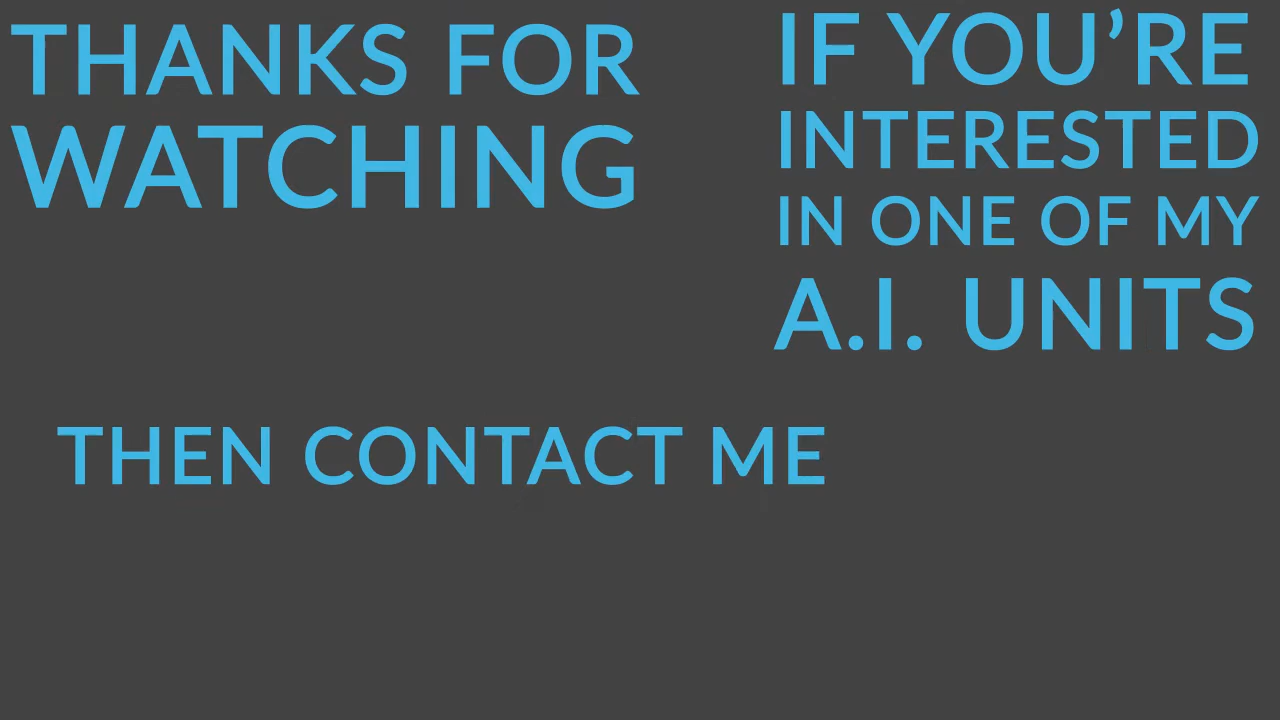 THANKS FOR
WATCHING
IF YOU’RE
INTERESTED
IN ONE OF MY
A.I. UNITS
THEN CONTACT ME